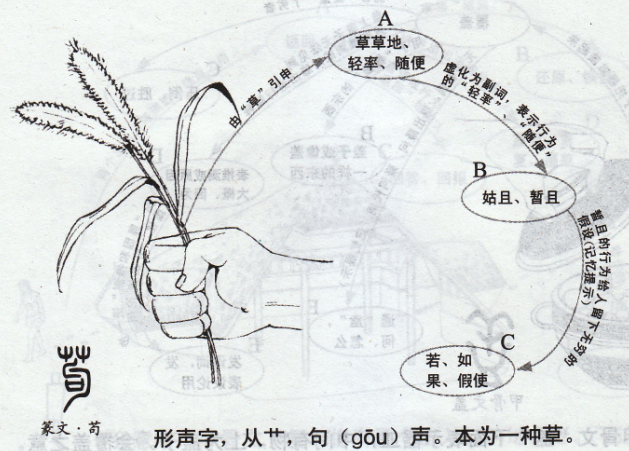 A
草草地、
轻率、随便
由“草”引申
虚化为副词，表示行为
的“轻率”、“随便”
B
姑且、暂且
暂且的行为给人留下无穷的
假设（记忆提示）
C
若、如
果、假使
篆文·苟
形声字，从艹，句（gōu）声。本为一种草。